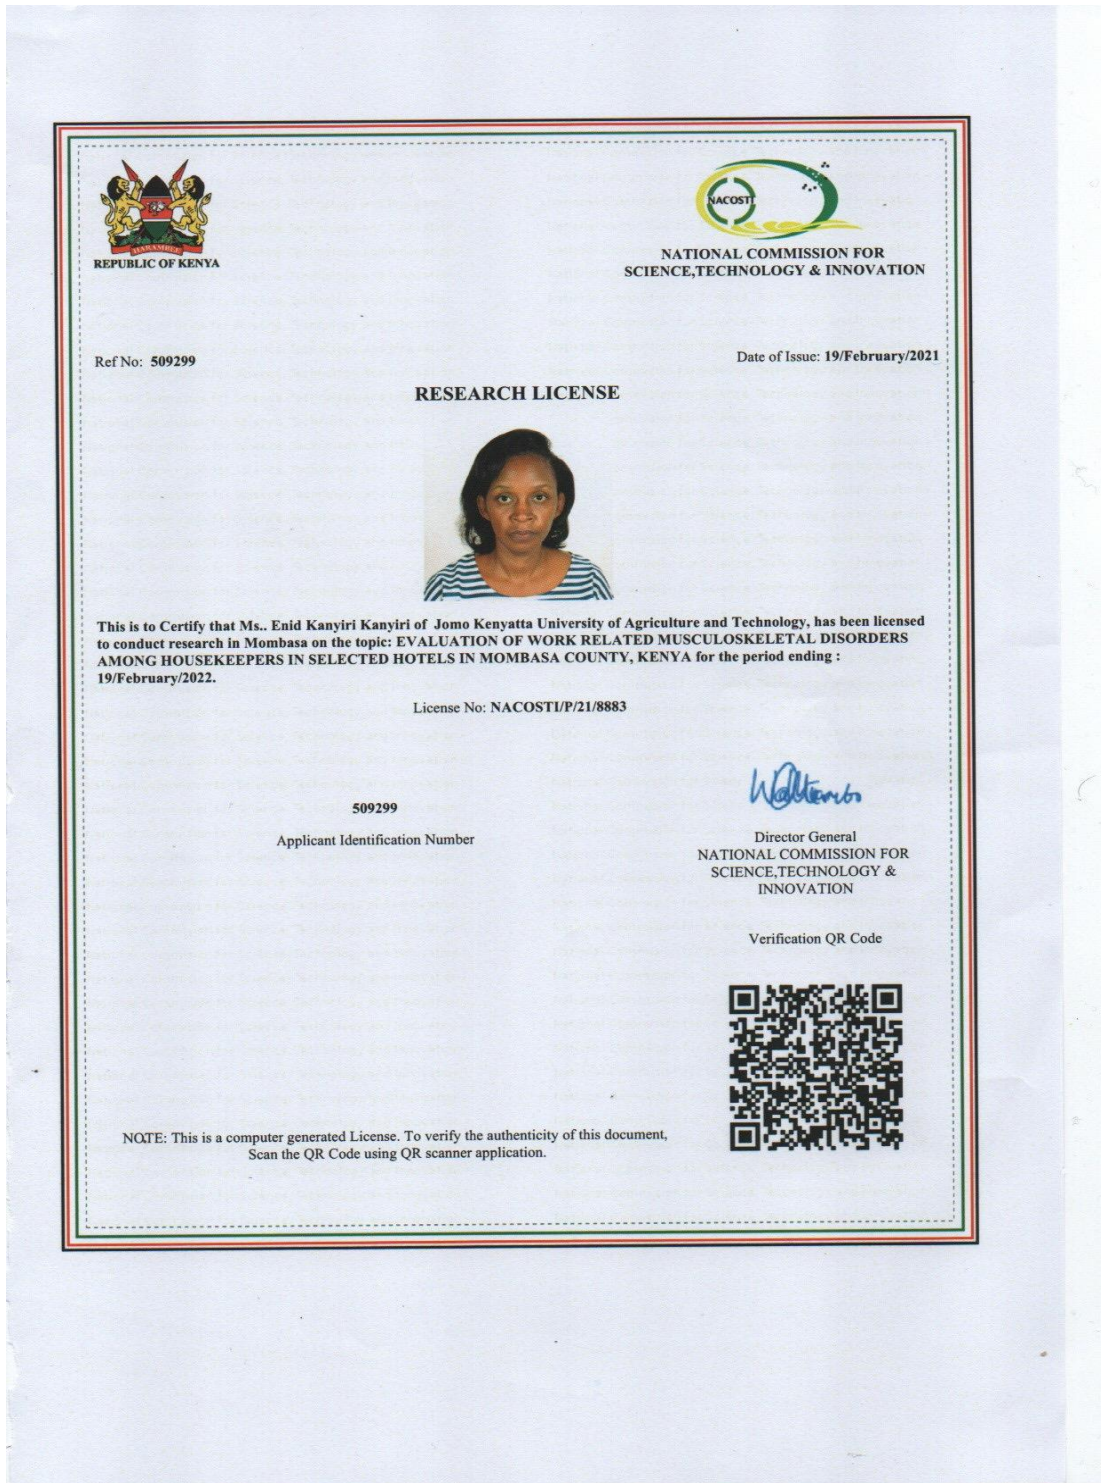 HARAMBEE
REPUBLIC OF KENYA
NACOSTI
NATIONAL COMMISSION FOR
SCIENCE,TECHNOLOGY & INNOVATION
Ref No: 509299
Date of Issue: 19/February/2021
RESEARCH LICENSE
This is to Certify that Ms.. Enid Kanyiri Kanyiri of Jomo Kenyatta University of Agriculture and Technology, has been licensed
to conduct research in Mombasa on the topic: EVALUATION OF WORK RELATED MUSCULOSKELETAL DISORDERS
AMONG HOUSEKEEPERS IN SELECTED HOTELS IN MOMBASA COUNTY, KENYA for the period ending :
19/February/2022.
License No: NACOSTI/P/21/8883
509299
Applicant Identification Number
Director General
NATIONAL COMMISSION FOR
SCIENCE,TECHNOLOGY &
INNOVATION
Verification QR Code
NOTE: This is a computer generated License. To verify the authenticity of this document,
Scan the QR Code using QR scanner application.